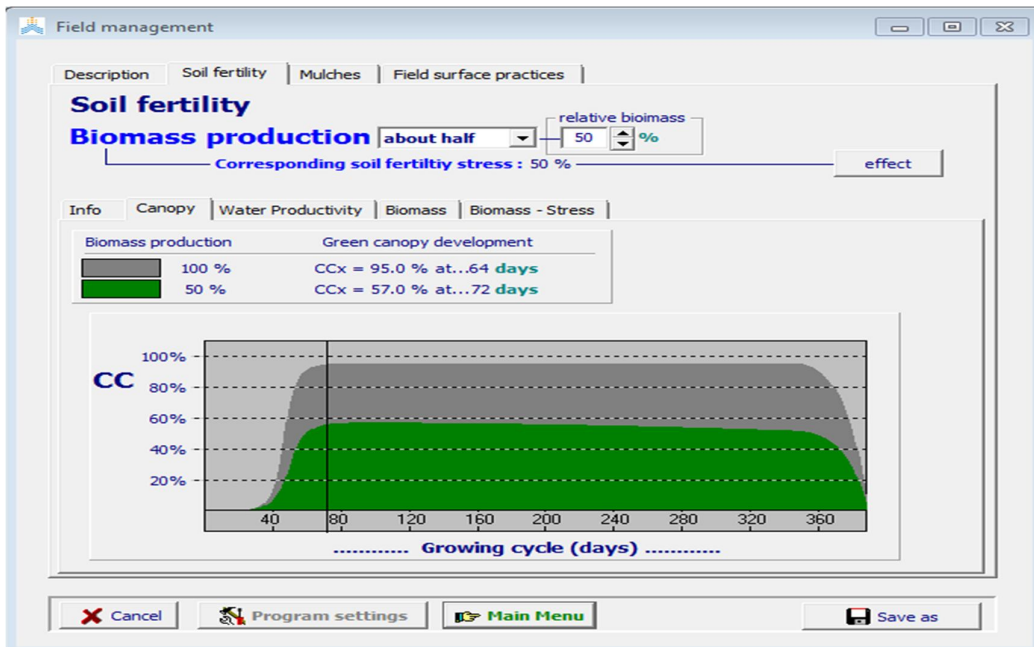 Field management
Description Soil fertility Mulches Field surface practices
Soil fertility
relative bioimass
Biomass production about half 50 %
Corresponding soil fertiltiy stress : 50 % effect
Info Canopy Water Productivity Biomass Biomass - Stress
Biomass production Green canopy development
100 % CCx = 95.0 % at...64 days
50 % CCx = 57.0 % at...72 days
100%
CC
80%
60%
40%
20%
40 80 120 160 200 240 280 320 360
............ Growing cycle (days) ............
Cancel Program settings Main Menu Save as